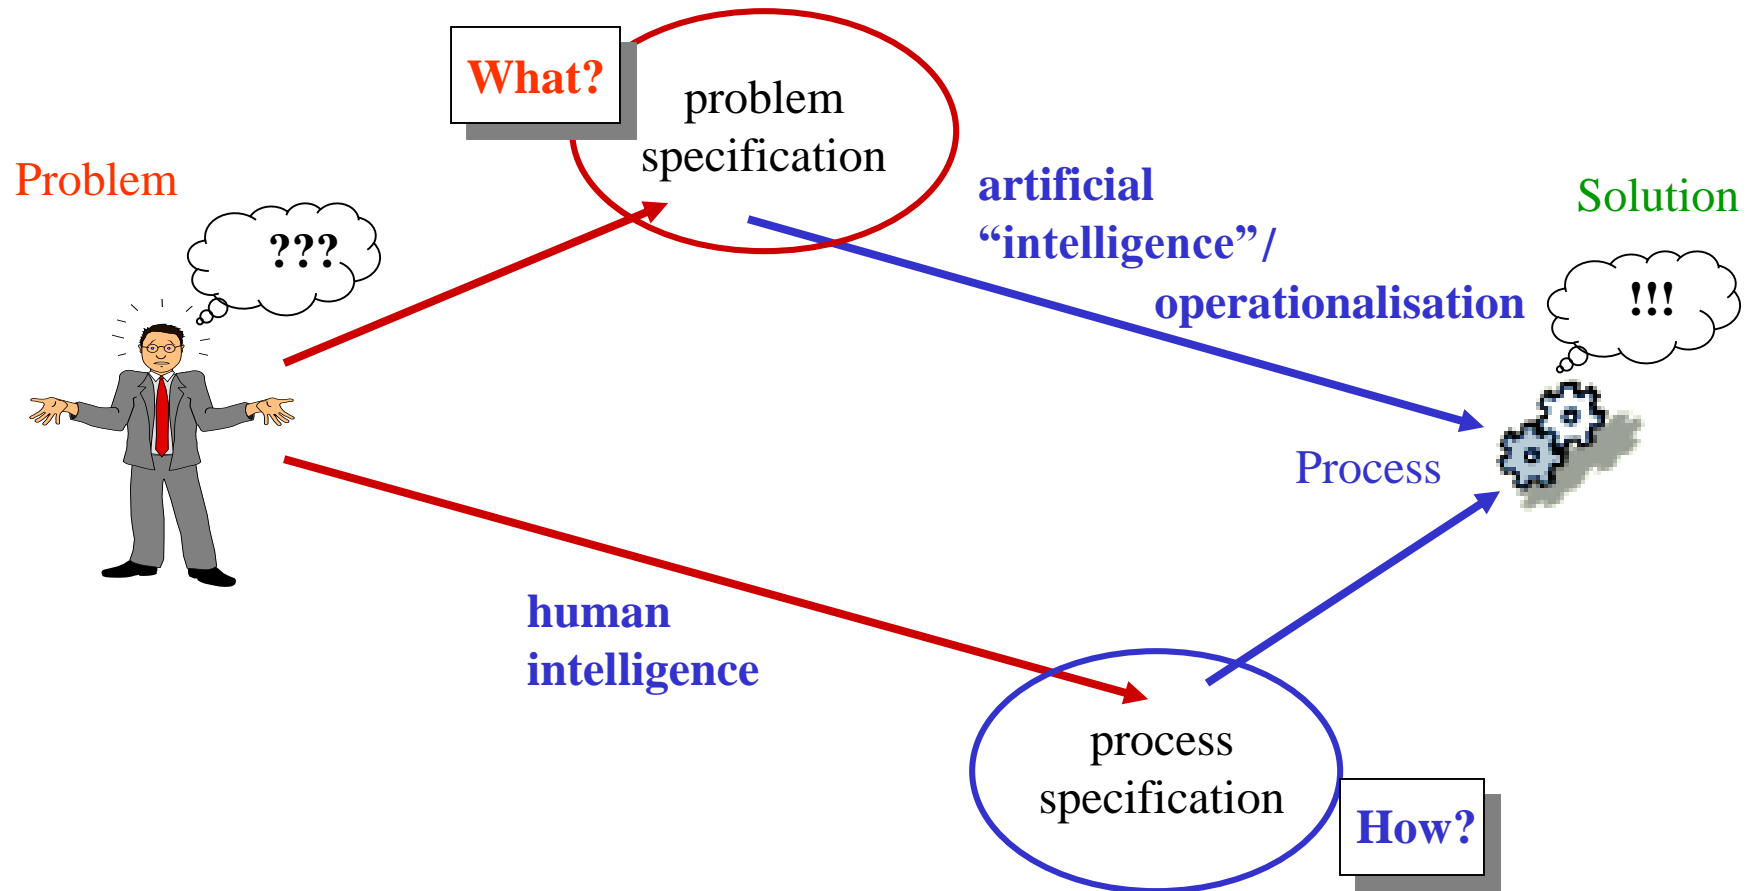 What?
problem
specification
Problem
???
artificial
“intelligence”/
operationalisation
Solution
!!!
Process
human
intelligence
process
specification
How?